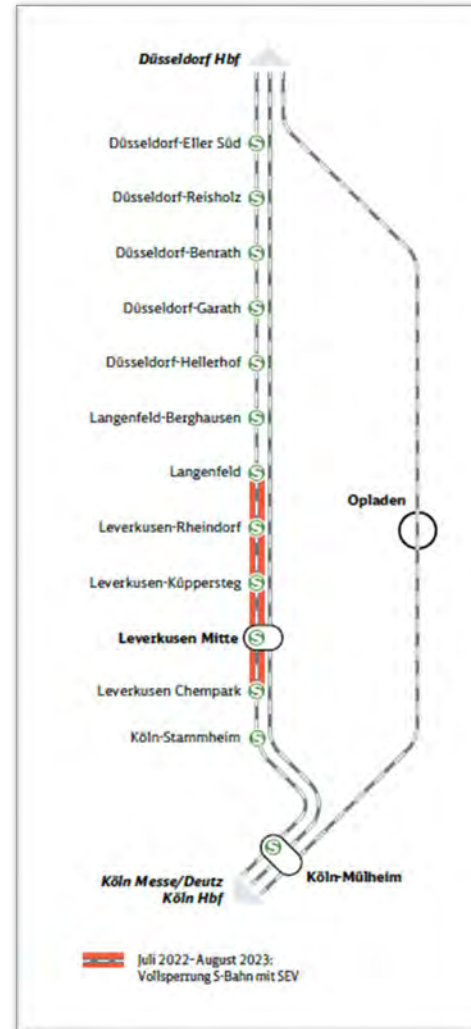 Düsseldorf Hbf
Düsseldorf-Eller Süd
S
Düsseldorf-Reisholz
S
Düsseldorf-Benrath
S
Düsseldorf-Garath
S
Düsseldorf-Hellerhof
S
Langenfeld-Berghausen
S
Langenfeld
S
Opladen
Leverkusen-Rheindorf
S
Leverkusen-Küppersteg
S
Leverkusen Mitte
S
Leverkusen Chempark
S
Köln-Stammheim
S
S
Köln-Mülheim
Köln Messe/Deutz
Köln Hbf
Juli 2022–August 2023:
Vollsperrung S-Bahn mit SEV